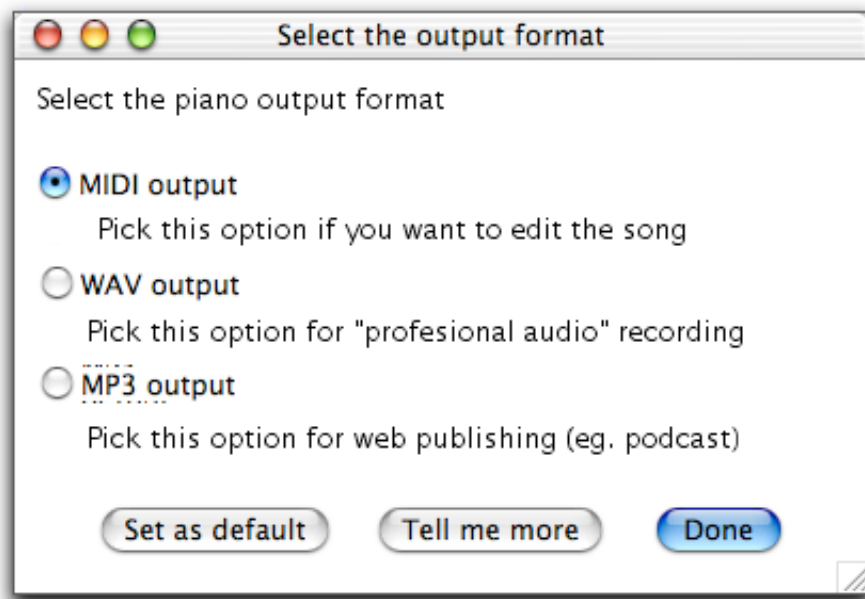 Select the output format
Select the piano output format
MIDI output
Pick this option if you want to edit the song
WAV output
Pick this option for "profesional audio" recording
MP3 output
Pick this option for web publishing (eg. podcast)
Set as default Tell me more Done